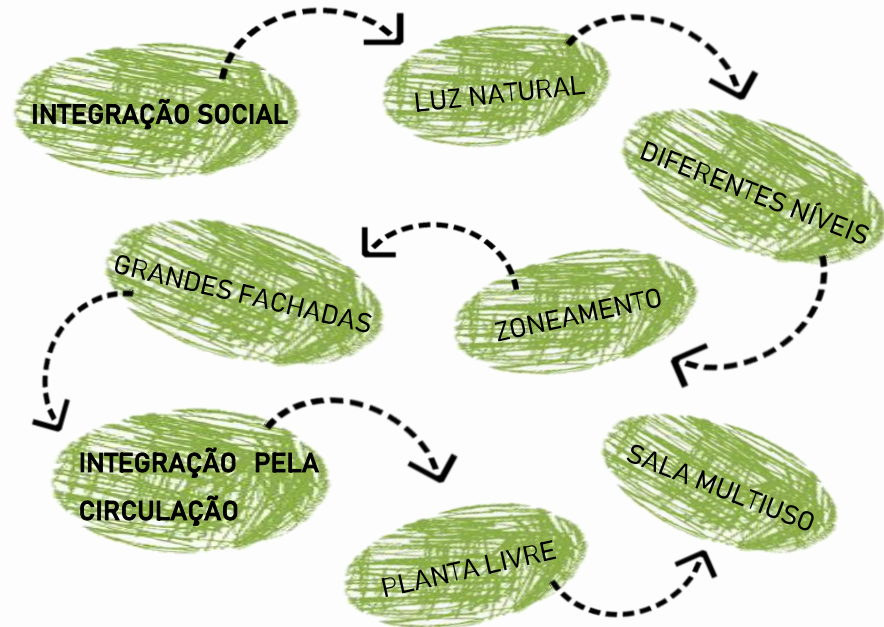 INTEGRAÇÃO SOCIAL
LUZ NATURAL
DIFERENTES NÍVEIS
ZONEAMENTO
GRANDES FACHADAS
INTEGRAÇÃO PELA
CIRCULAÇÃO
PLANTA LIVRE
SALA MULTIUSO